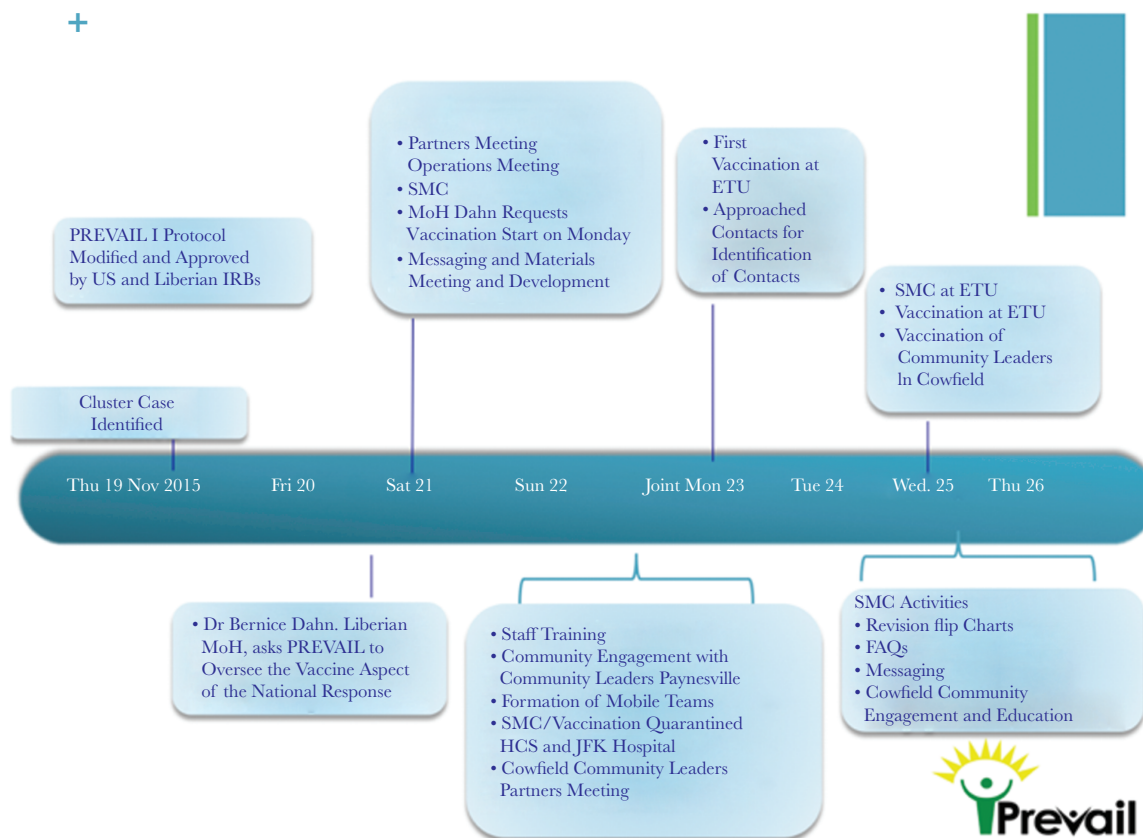 +
• Partners Meeting
Operations Meeting
• SMC
• MoH Dahn Requests
Vaccination Start on Monday
• Messaging and Materials
Meeting and Development
• First
Vaccination at
ETU
• Approached
Contacts for
Identification
of Contacts
PREVAIL I Protocol
Modified and Approved
by US and Liberian IRBs
• SMC at ETU
• Vaccination at ETU
• Vaccination of
Community Leaders
ln Cowfield
Cluster Case
Identified
Thu 19 Nov 2015 Fri 20 Sat 21 Sun 22 Joint Mon 23 Tue 24 Wed. 25 Thu 26
• Dr Bernice Dahn. Liberian
MoH, asks PREVAIL to
Oversee the Vaccine Aspect
of the National Response
• Staff Training
• Community Engagement with
Community Leaders Paynesville
• Formation of Mobile Teams
• SMC/Vaccination Quarantined
HCS and JFK Hospital
• Cowfield Community Leaders
Partners Meeting
SMC Activities
• Revision flip Charts
• FAQs
• Messaging
• Cowfield Community
Engagement and Education
Prevail